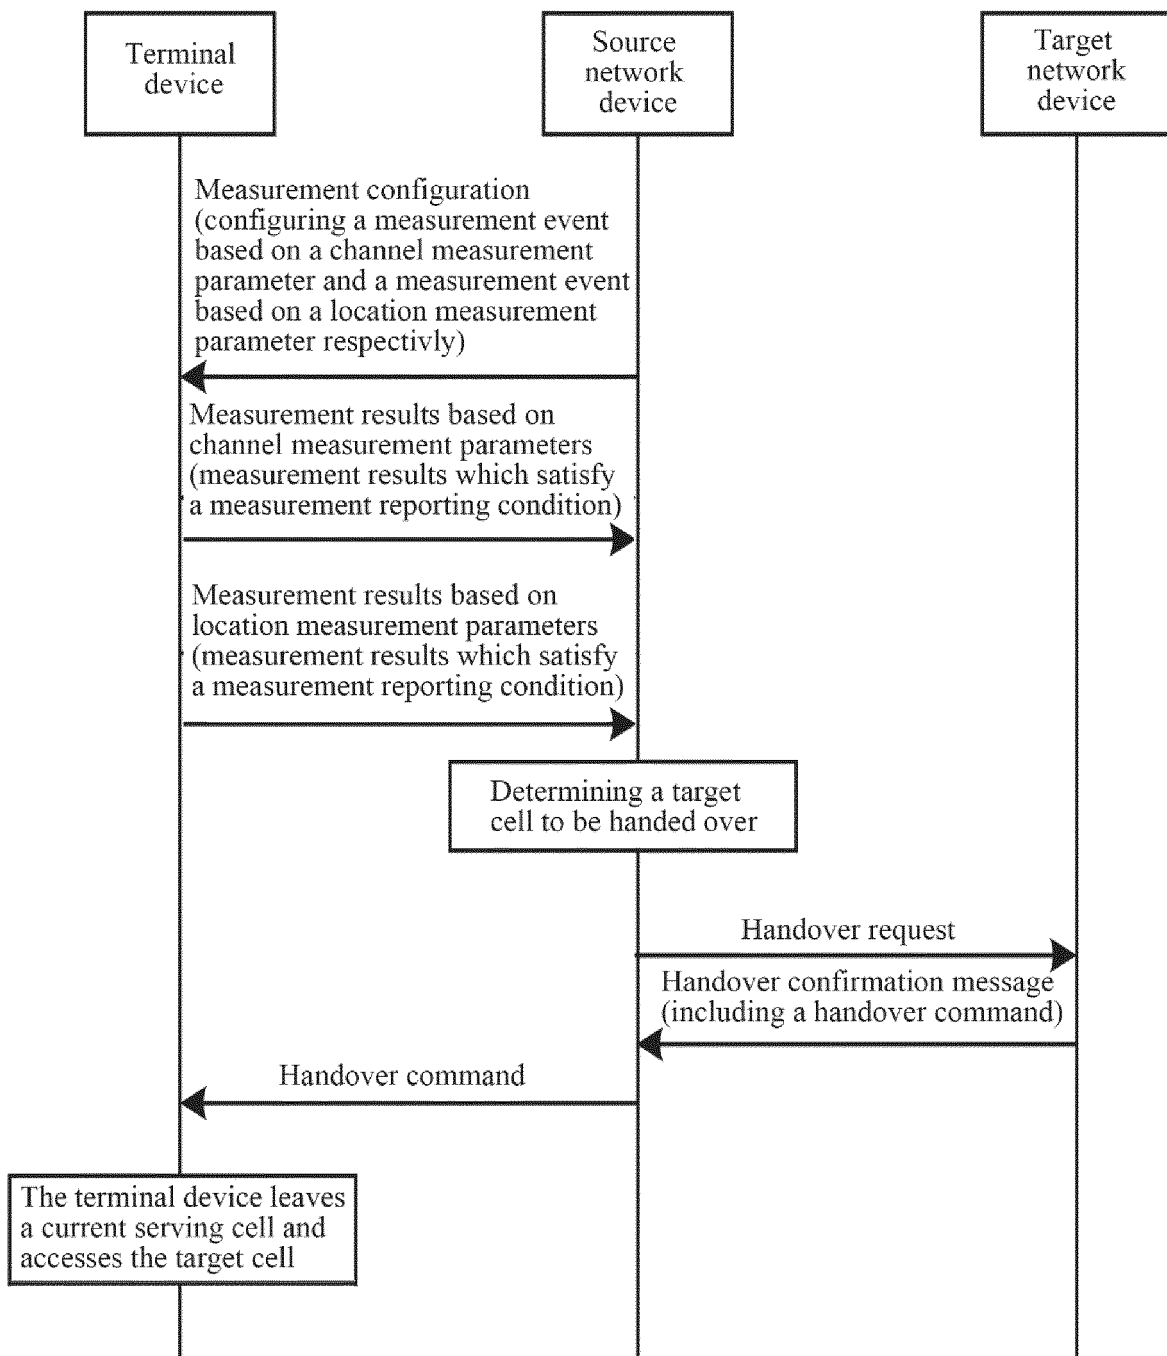 Terminal
device
Source
network
device
Target
network
device
Measurement configuration
(configuring a measurement event
based on a channel measurement
parameter and a measurement event
based on a location measurement
parameter respectivly)
Measurement results based on
channel measurement parameters
(measurement results which satisfy
a measurement reporting condition)
Measurement results based on
location measurement parameters
(measurement results which satisfy
a measurement reporting condition)
Determining a target
cell to be handed over
Handover request
Handover confirmation message
(including a handover command)
Handover command
The terminal device leaves
a current serving cell and
accesses the target cell